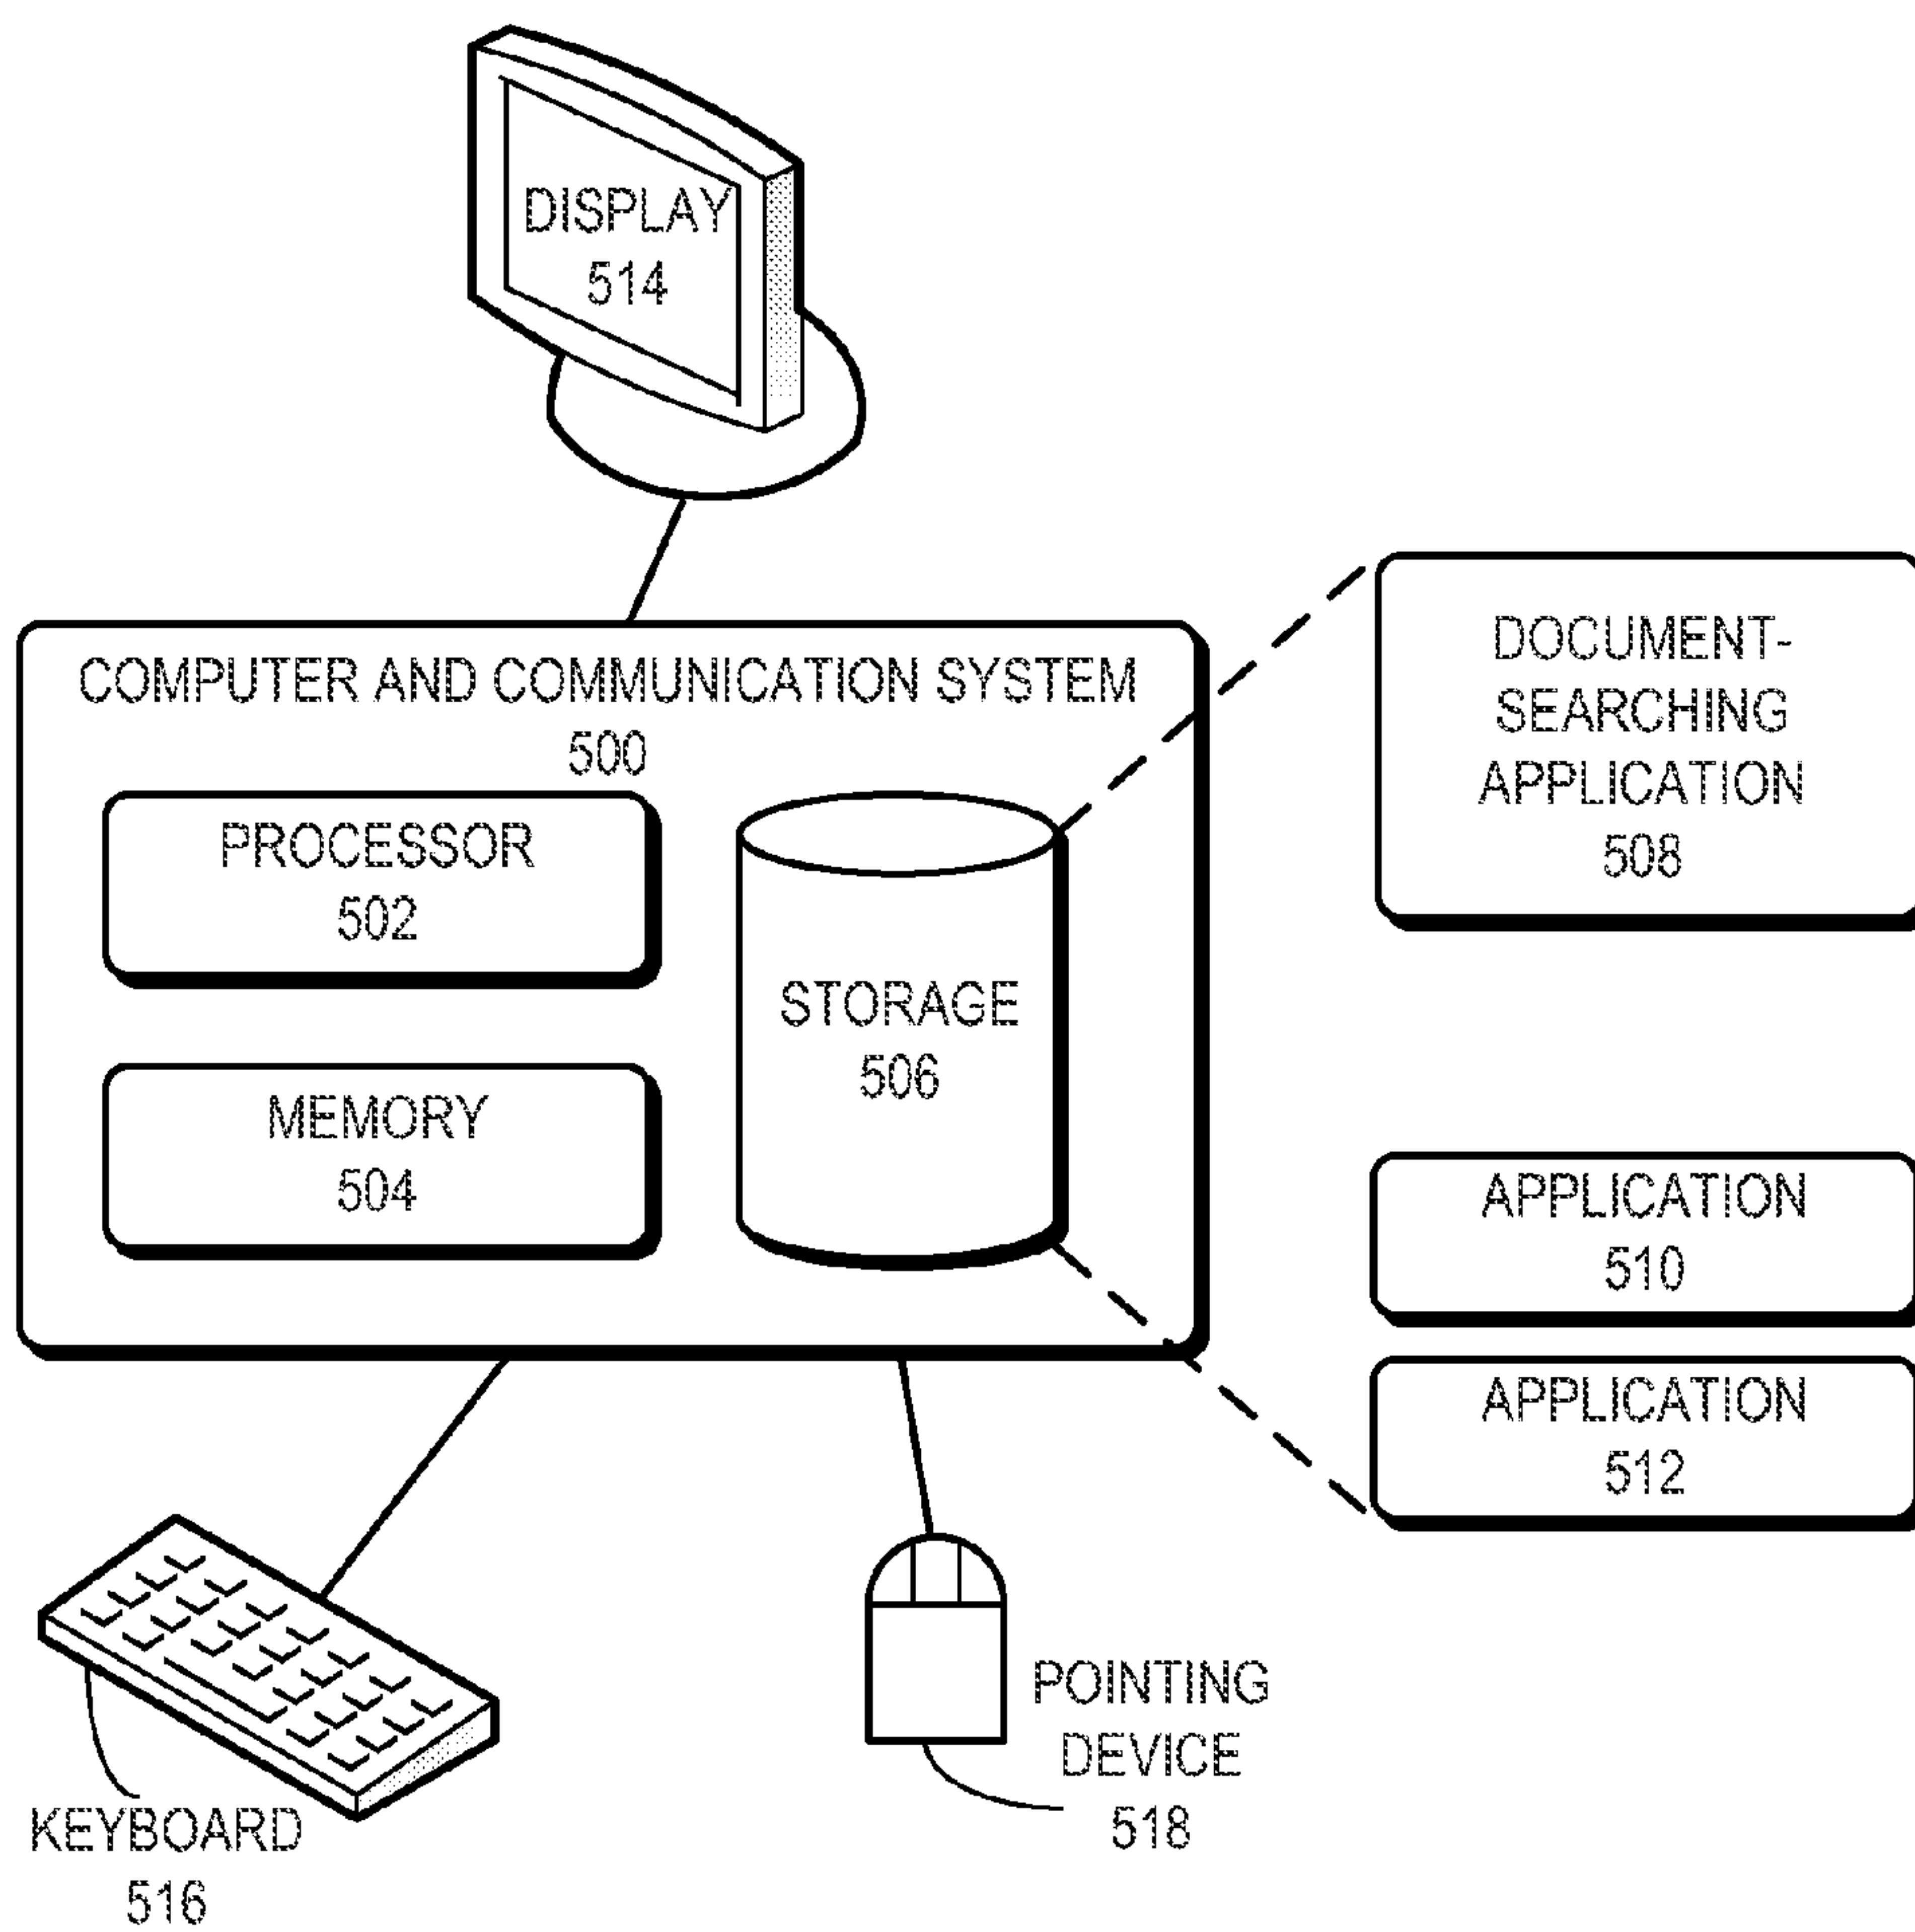 DISPLAY
514
COMPUTER AND COMMUNICATION SYSTEM
500
PROCESSOR
502
MEMORY
504
STORAGE
506
DOCUMENT-
SEARCHING
APPLICATION
508
APPLICATION
510
APPLICATION
512
KEYBOARD
516
POINTING
DEVICE
518